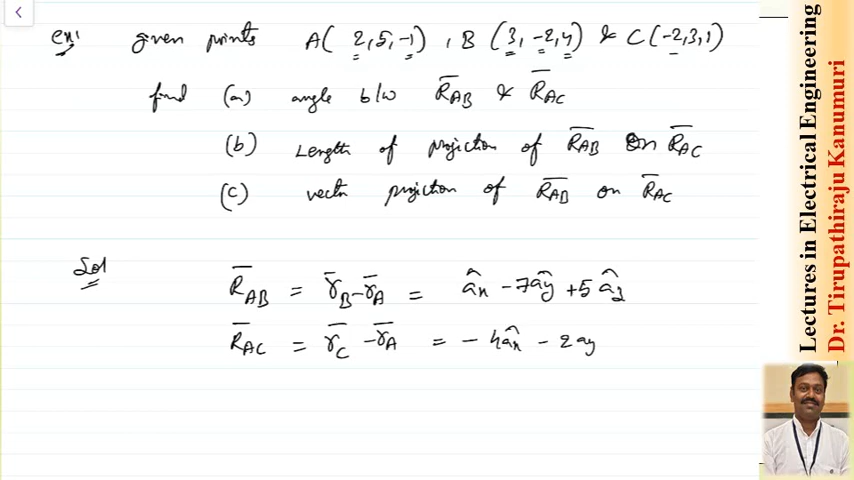 ex:  given points  A( 2,5,-1) , B (3,-2,4) & C(-2,3,1)
find (a) angle b/w R̅AB & R̅AC
(b) Length of projection of R̅AB on R̅AC
(c) vector projection of R̅AB on R̅AC
Sol
R̅AB = r̅B - r̅A = âx - 7ây + 5âz
R̅AC = r̅C - r̅A = - 4âx - 2ay
Lectures in Electrical Engineering
Dr. Tirupathiraju Kanumuri